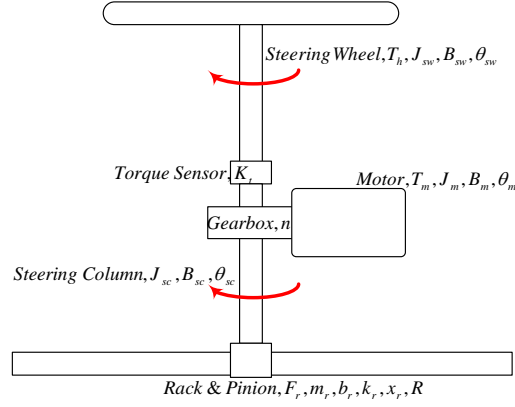 Steering Wheel, T_h, J_sw, B_sw, θ_sw
Torque Sensor, K_t
Motor, T_m, J_m, B_m, θ_m
Gearbox, n
Steering Column, J_sc, B_sc, θ_sc
Rack & Pinion, F_r, m_r, b_r, k_r, x_r, R